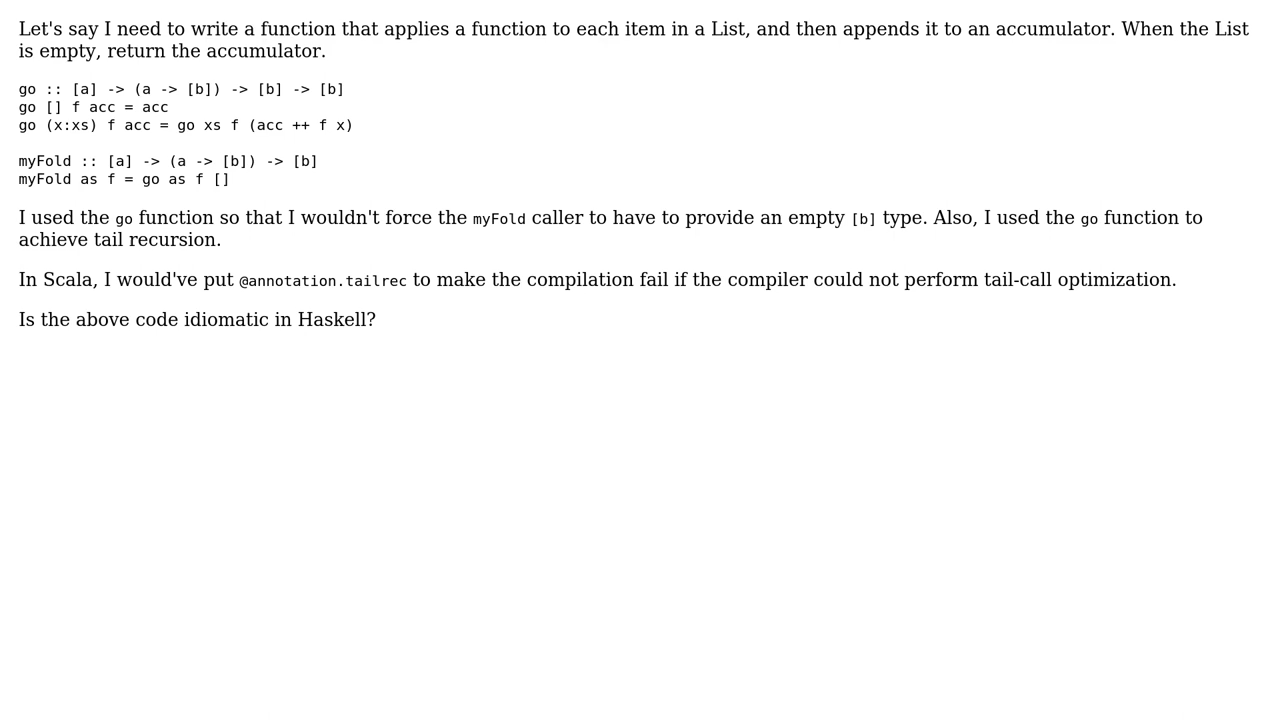 Let's say I need to write a function that applies a function to each item in a List, and then appends it to an accumulator. When the List
is empty, return the accumulator.
go :: [a] -> (a -> [b]) -> [b] -> [b]
go [] f acc = acc
go (x:xs) f acc = go xs f (acc ++ f x)
myFold :: [a] -> (a -> [b]) -> [b]
myFold as f = go as f []
I used the go function so that I wouldn't force the myFold caller to have to provide an empty [b] type. Also, I used the go function to
achieve tail recursion.
In Scala, I would've put @annotation.tailrec to make the compilation fail if the compiler could not perform tail-call optimization.
Is the above code idiomatic in Haskell?